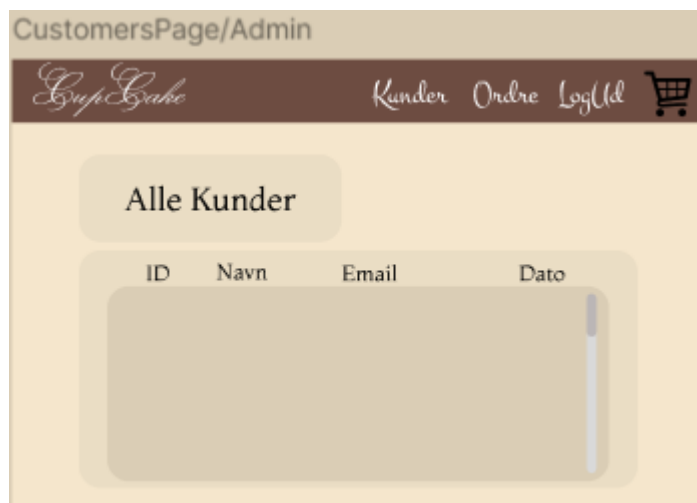 CustomersPage/Admin
CupCake Kunder Ordre LogUd
Alle Kunder
ID Navn Email Dato